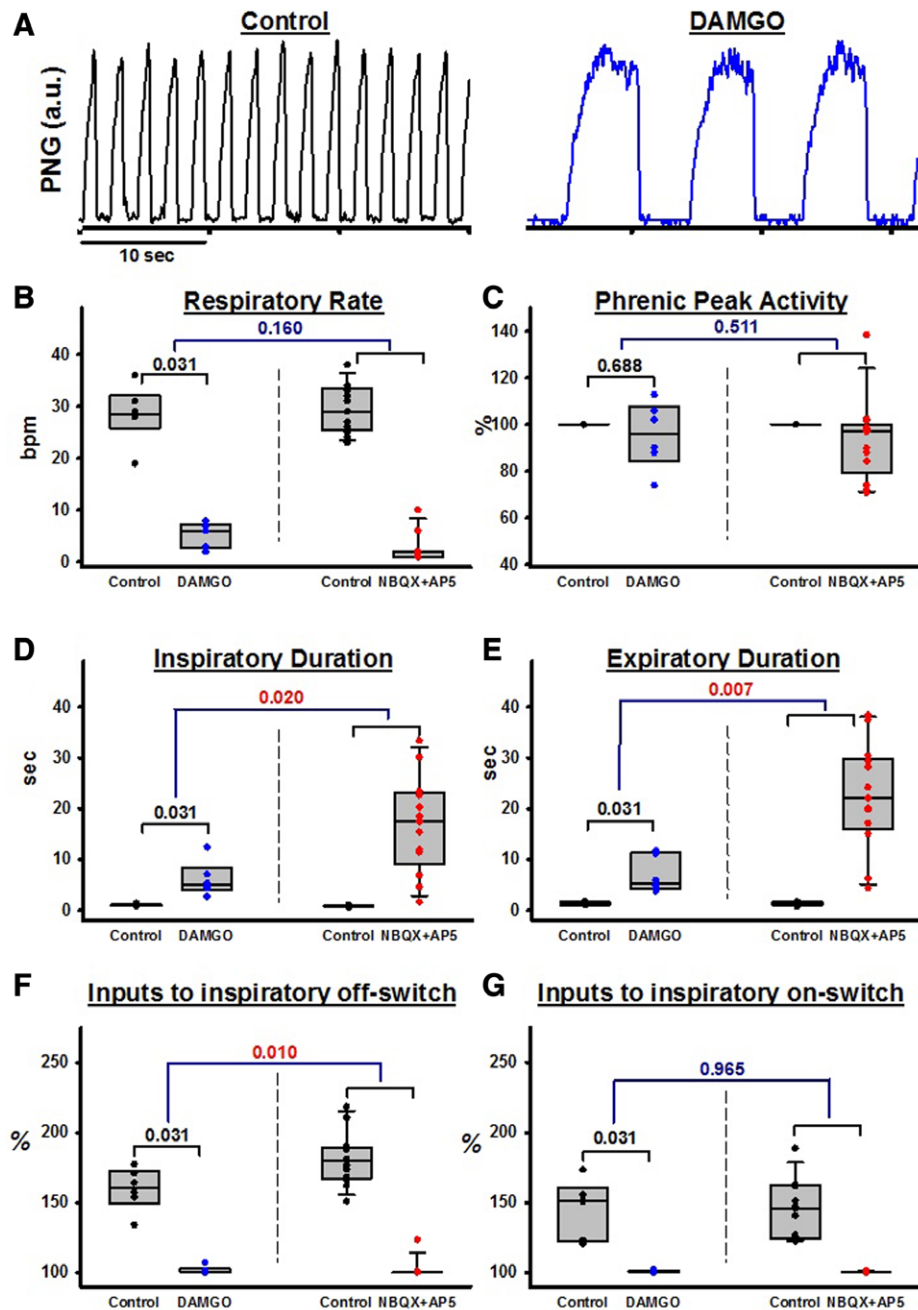 A
Control
DAMGO
PNG (a.u.)
10 sec
B
Respiratory Rate
C
Phrenic Peak Activity
0.160
0.031
40
30
20
10
0
bpm
Control
DAMGO
Control
NBQX+AP5
0.511
0.688
140
120
100
80
60
40
%
Control
DAMGO
Control
NBQX+AP5
D
Inspiratory Duration
E
Expiratory Duration
0.020
0.031
40
30
20
10
0
sec
Control
DAMGO
Control
NBQX+AP5
0.007
0.031
40
30
20
10
0
sec
Control
DAMGO
Control
NBQX+AP5
F
Inputs to inspiratory off-switch
G
Inputs to inspiratory on-switch
0.010
0.031
250
200
150
100
%
Control
DAMGO
Control
NBQX+AP5
0.965
0.031
250
200
150
100
%
Control
DAMGO
Control
NBQX+AP5